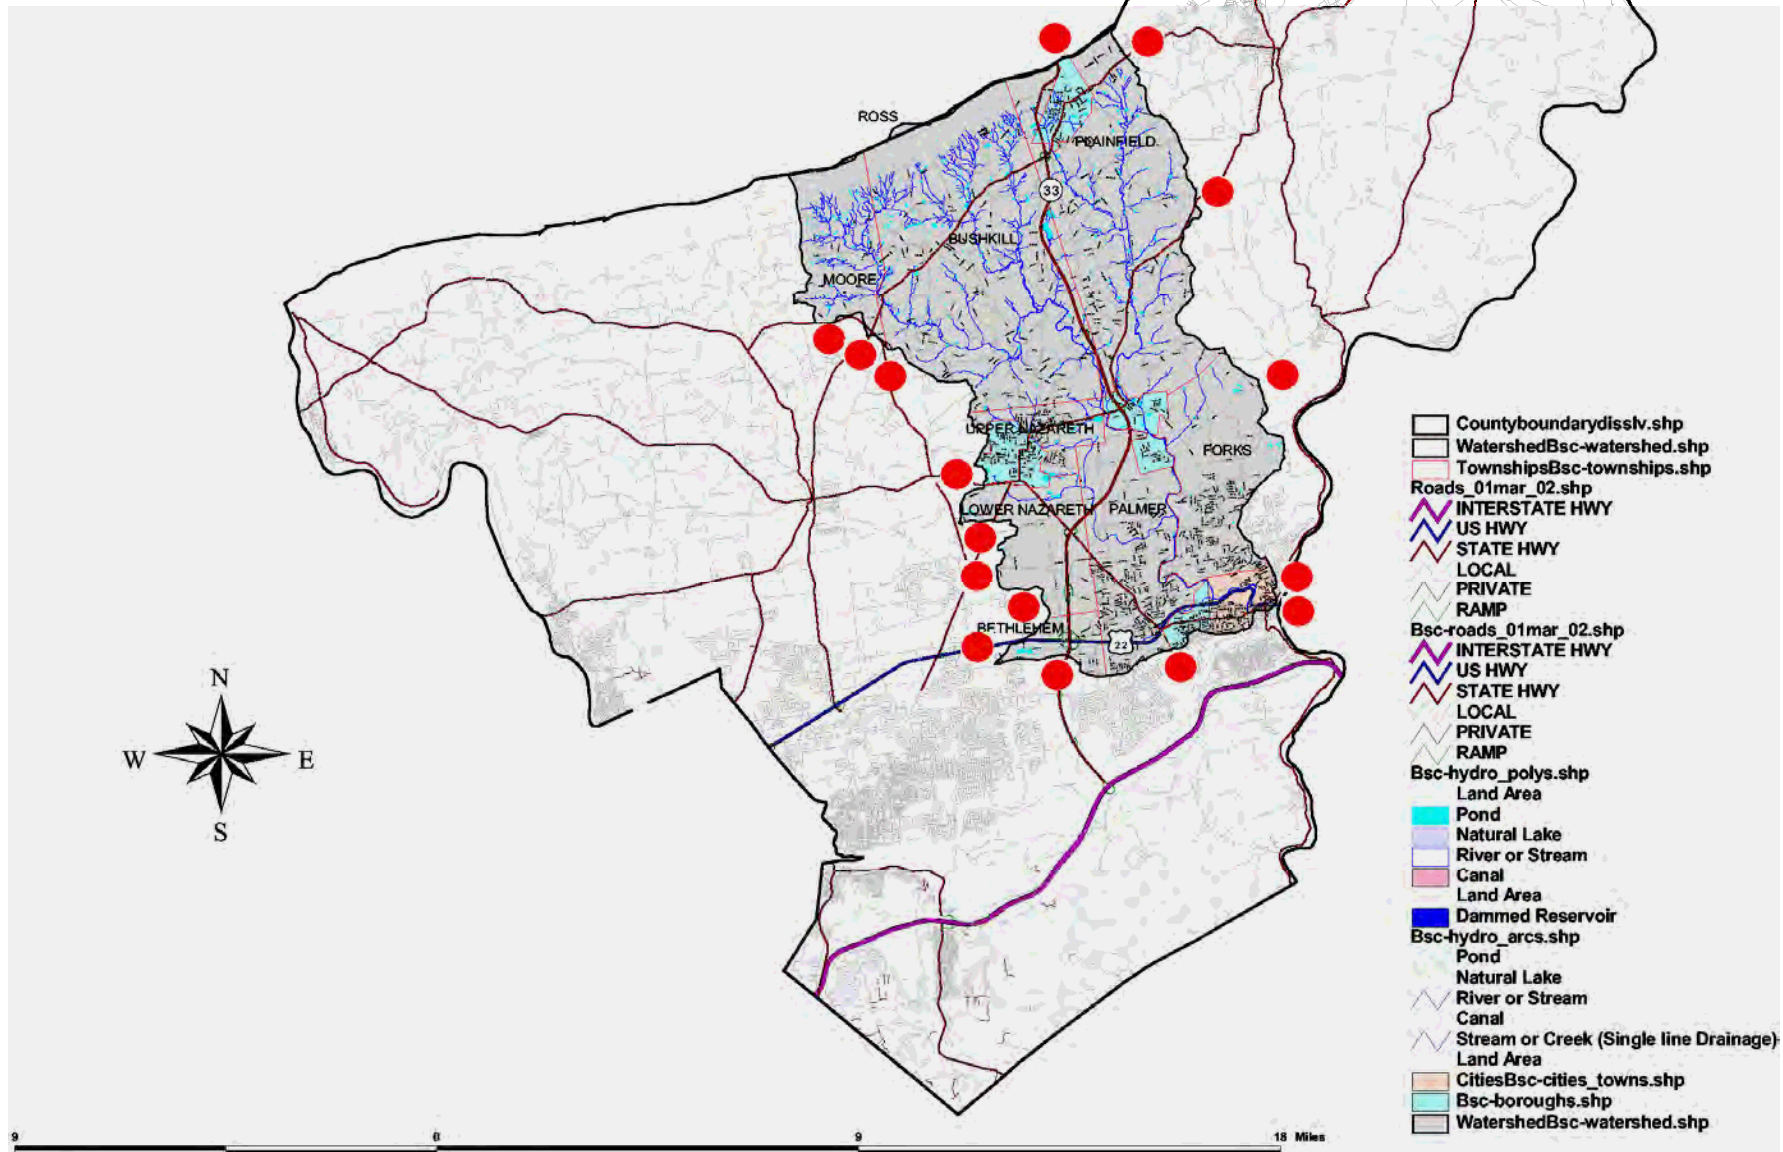 ROSS
PLAINFIELD
33
BUSHKILL
MOORE
UPPER NAZARETH
FORKS
LOWER NAZARETH
PALMER
BETHLEHEM
22
N
W
E
S
Countyboundarydisslv.shp
WatershedBsc-watershed.shp
TownshipsBsc-townships.shp
Roads_01mar_02.shp
INTERSTATE HWY
US HWY
STATE HWY
LOCAL
PRIVATE
RAMP
Bsc-roads_01mar_02.shp
INTERSTATE HWY
US HWY
STATE HWY
LOCAL
PRIVATE
RAMP
Bsc-hydro_polys.shp
Land Area
Pond
Natural Lake
River or Stream
Canal
Land Area
Dammed Reservoir
Bsc-hydro_arcs.shp
Pond
Natural Lake
River or Stream
Canal
Stream or Creek (Single line Drainage)
Land Area
CitiesBsc-cities_towns.shp
Bsc-boroughs.shp
WatershedBsc-watershed.shp
9 0 9 18 Miles